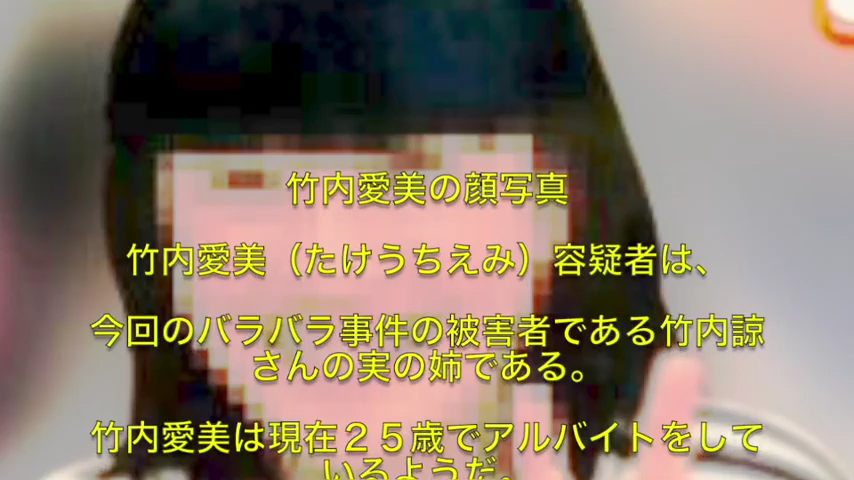 竹内愛美の顔写真
竹内愛美（たけうちえみ）容疑者は、
今回のバラバラ事件の被害者である竹内諒
さんの実の姉である。
竹内愛美は現在２５歳でアルバイトをして
いるようだ。